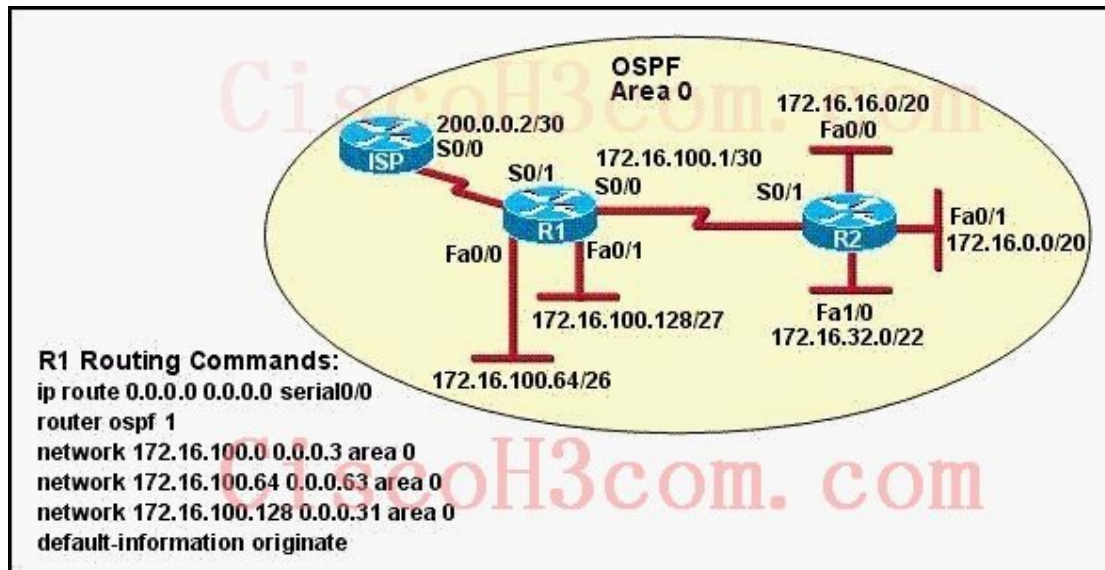 OSPF
Area 0
CiscoH3com. com
172.16.16.0/20
Fa0/0
200.0.0.2/30
S0/0
ISP
172.16.100.1/30
S0/1
S0/0
S0/1
R1
R2
Fa0/1
172.16.0.0/20
Fa0/0
Fa0/1
172.16.100.128/27
Fa1/0
172.16.32.0/22
172.16.100.64/26
R1 Routing Commands:
ip route 0.0.0.0 0.0.0.0 serial0/0
router ospf 1
network 172.16.100.0 0.0.0.3 area 0
network 172.16.100.64 0.0.0.63 area 0
network 172.16.100.128 0.0.0.31 area 0
default-information originate
CiscoH3com. com